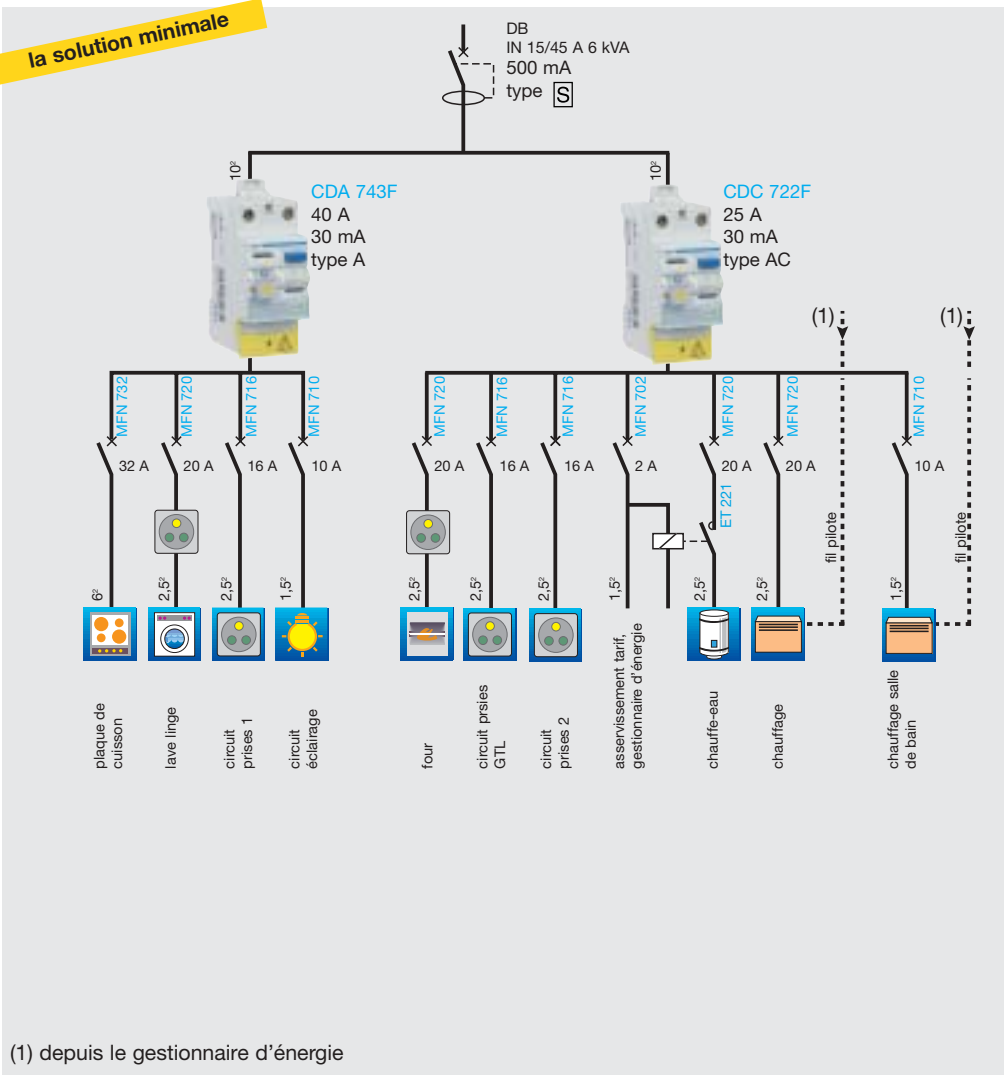 la solution minimale
DB
IN 15/45 A 6 kVA
500 mA
type S
10²
10²
CDA 743F
40 A
30 mA
type A
CDC 722F
25 A
30 mA
type AC
(1)
(1)
MFN 732
MFN 720
MFN 716
MFN 710
MFN 720
MFN 716
MFN 716
MFN 702
MFN 720
MFN 720
MFN 710
32 A
20 A
16 A
10 A
20 A
16 A
16 A
2 A
20 A
20 A
10 A
ET 221
fil pilote
fil pilote
6²
2,5²
2,5²
1,5²
2,5²
2,5²
2,5²
1,5²
2,5²
2,5²
1,5²
plaque de
cuisson
lave linge
circuit
prises 1
circuit
éclairage
four
circuit prsies
GTL
circuit
prises 2
asservissement tarif,
gestionnaire d'énergie
chauffe-eau
chauffage
chauffage salle
de bain
(1) depuis le gestionnaire d'énergie